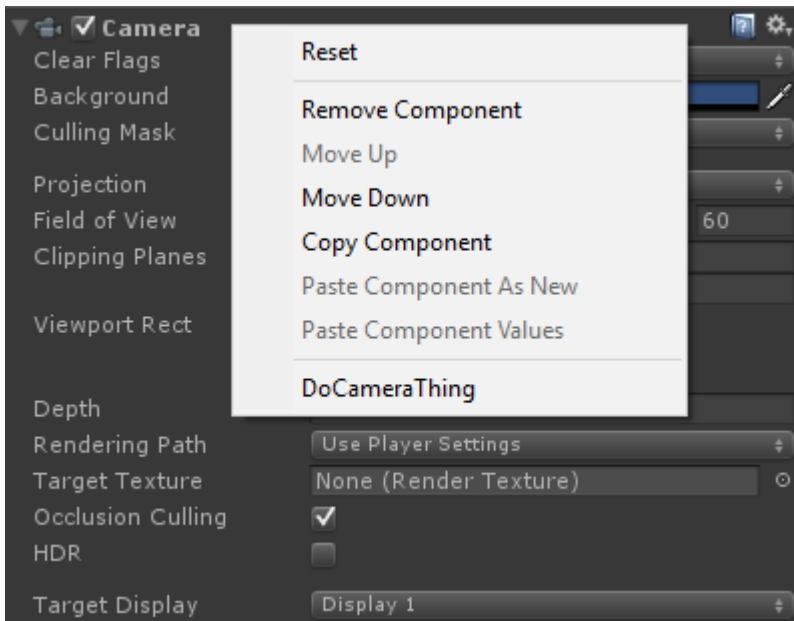 Camera
Clear Flags
Background
Culling Mask
Projection
Field of View
60
Clipping Planes
Viewport Rect
Depth
Rendering Path
Use Player Settings
Target Texture
None (Render Texture)
Occlusion Culling
HDR
Target Display
Display 1
Reset
Remove Component
Move Up
Move Down
Copy Component
Paste Component As New
Paste Component Values
DoCameraThing